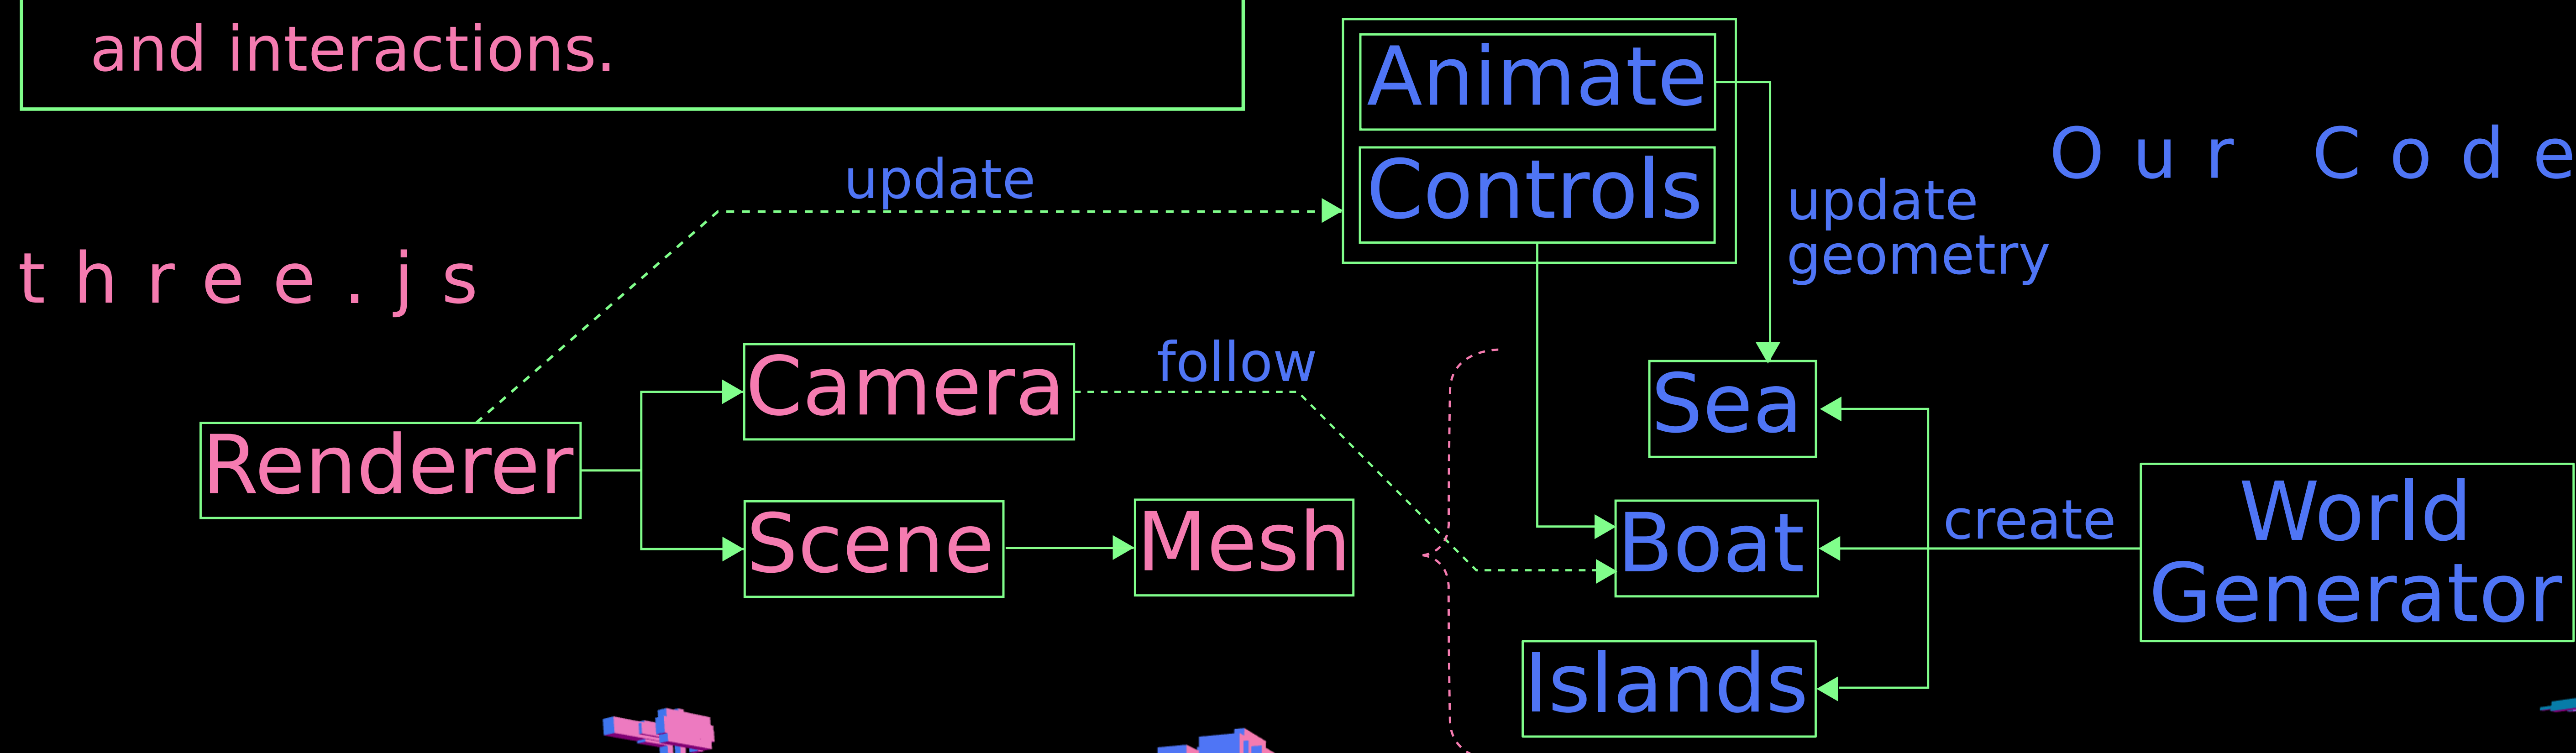 and interactions.
Animate
Controls
Our Code
update
update
geometry
three.js
Camera
follow
Sea
Renderer
Scene
Mesh
Boat
create
World
Generator
Islands